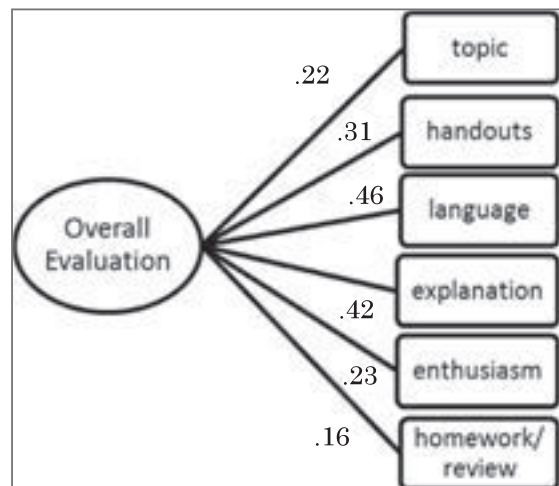 .22
topic
.31
handouts
.46
language
Overall
Evaluation
explanation
.42
enthusiasm
.23
.16
homework/
review